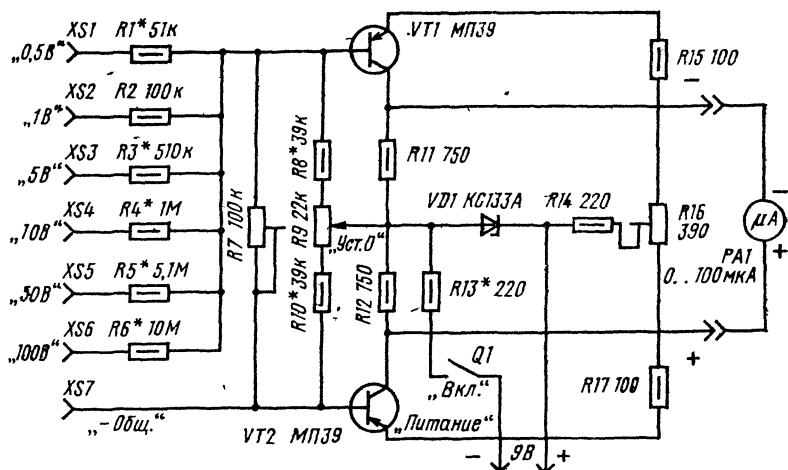 XS1 R1* 51к
„0,5В“
XS2 R2 100к
„1В“
XS3 R3* 510к
„5В“
XS4 R4* 1М
„10В“
XS5 R5* 5,1М
„50В“
XS6 R6* 10М
„100В“
XS7
„-Общ.“
R7 100к
R8* 39к
R9 22к
„Уст.0“
R10* 39к
VT1 МП39
VT2 МП39
R11 750
R12 750
VD1 КС133А
R13* 220
R14 220
R15 100
R16
390
R17 100
Q1
„Вкл.“
„Питание“
- 9В +
-
+
-
μA
+
PA1
0..100мкА